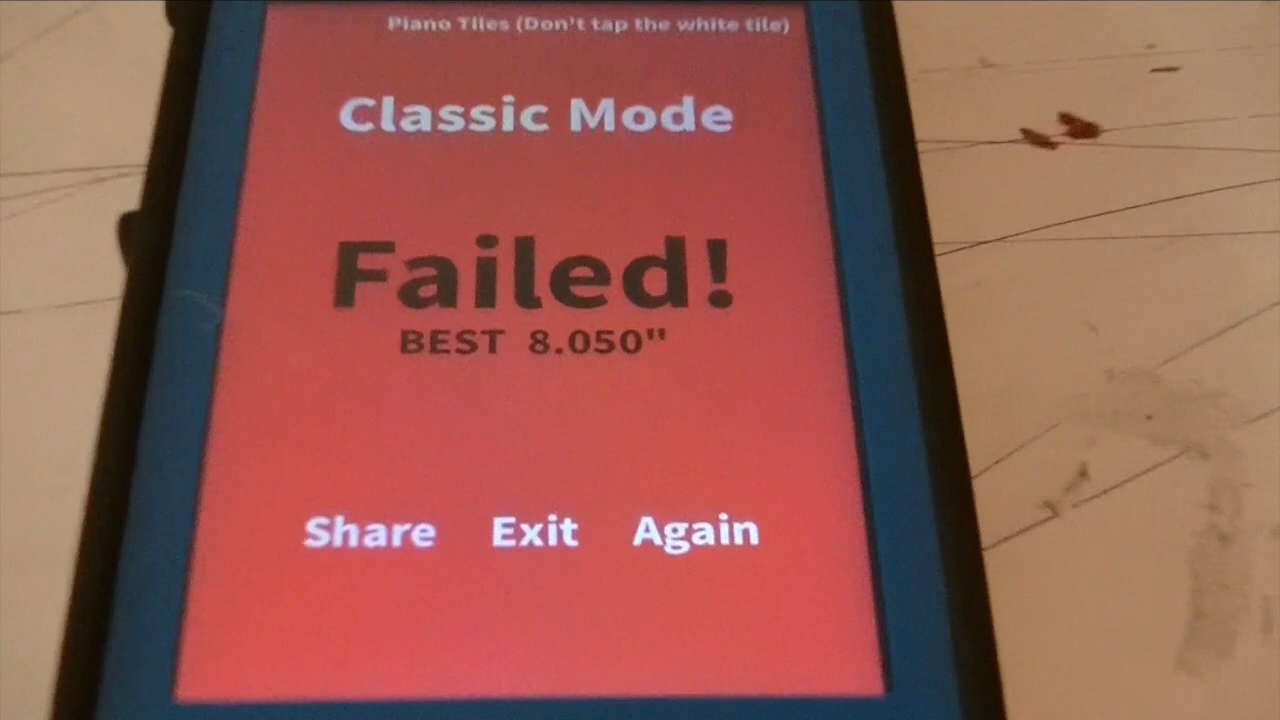 Piano Tiles (Don't tap the white tile)
Classic Mode
Failed!
BEST 8.050"
Share Exit Again